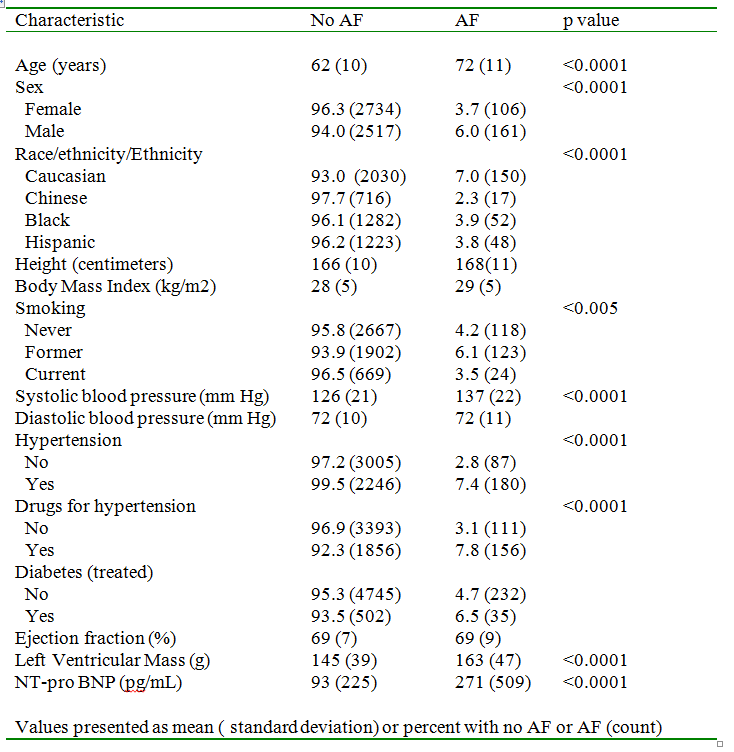 Characteristic No AF AF p value
Age (years) 62 (10) 72 (11) <0.0001
Sex <0.0001
Female 96.3 (2734) 3.7 (106)
Male 94.0 (2517) 6.0 (161)
Race/ethnicity/Ethnicity <0.0001
Caucasian 93.0 (2030) 7.0 (150)
Chinese 97.7 (716) 2.3 (17)
Black 96.1 (1282) 3.9 (52)
Hispanic 96.2 (1223) 3.8 (48)
Height (centimeters) 166 (10) 168(11)
Body Mass Index (kg/m2) 28 (5) 29 (5)
Smoking <0.005
Never 95.8 (2667) 4.2 (118)
Former 93.9 (1902) 6.1 (123)
Current 96.5 (669) 3.5 (24)
Systolic blood pressure (mm Hg) 126 (21) 137 (22) <0.0001
Diastolic blood pressure (mm Hg) 72 (10) 72 (11)
Hypertension <0.0001
No 97.2 (3005) 2.8 (87)
Yes 99.5 (2246) 7.4 (180)
Drugs for hypertension <0.0001
No 96.9 (3393) 3.1 (111)
Yes 92.3 (1856) 7.8 (156)
Diabetes (treated)
No 95.3 (4745) 4.7 (232)
Yes 93.5 (502) 6.5 (35)
Ejection fraction (%) 69 (7) 69 (9)
Left Ventricular Mass (g) 145 (39) 163 (47) <0.0001
NT-pro BNP (pg/mL) 93 (225) 271 (509) <0.0001
Values presented as mean ( standard deviation) or percent with no AF or AF (count)